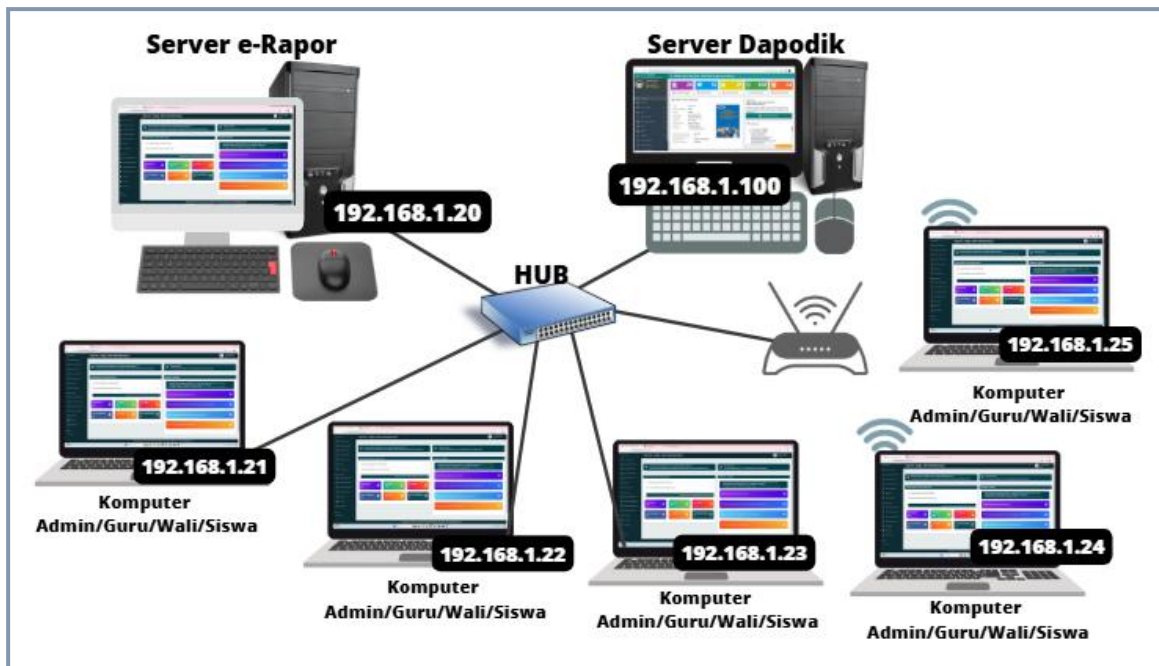 Server e-Rapor
Server Dapodik
192.168.1.20
192.168.1.100
HUB
192.168.1.25
Komputer
Admin/Guru/Wali/Siswa
192.168.1.21
Komputer
Admin/Guru/Wali/Siswa
192.168.1.22
Komputer
Admin/Guru/Wali/Siswa
192.168.1.23
Komputer
Admin/Guru/Wali/Siswa
192.168.1.24
Komputer
Admin/Guru/Wali/Siswa